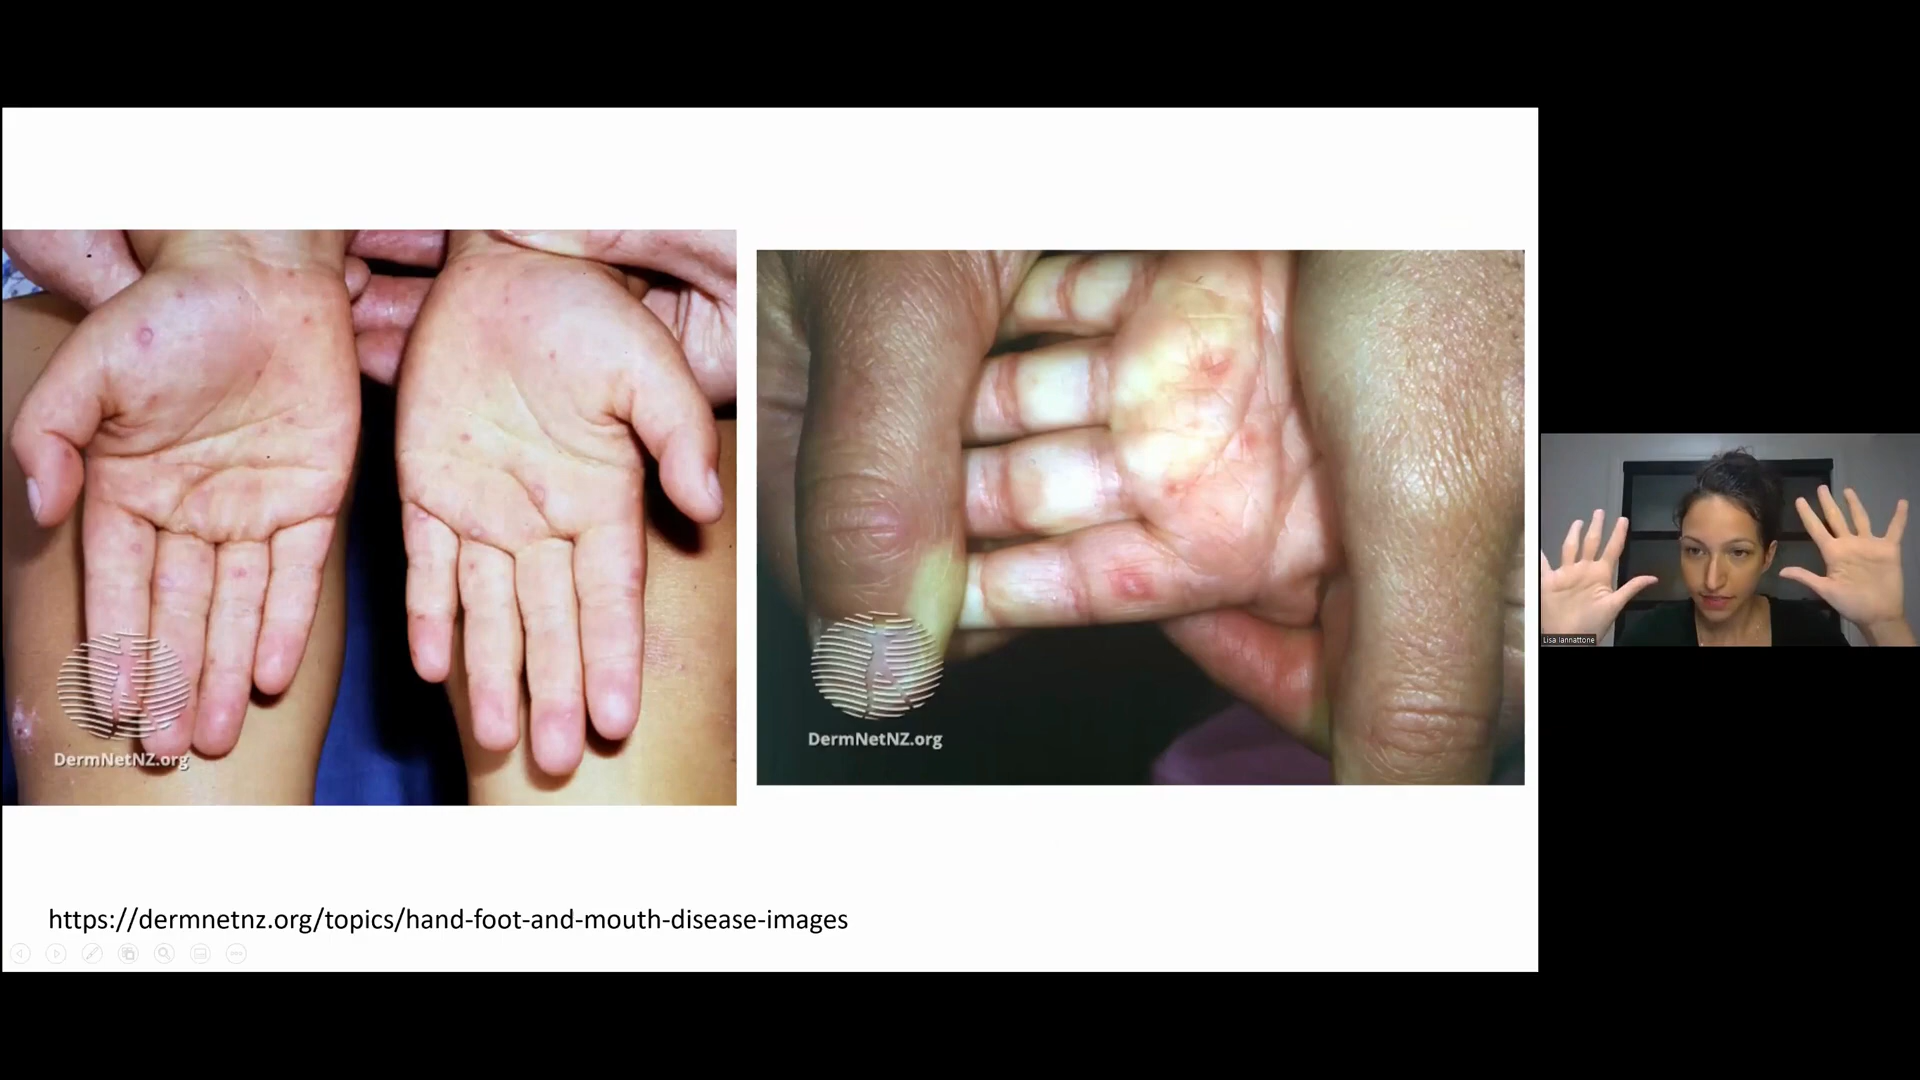 DermNetNZ.org
DermNetNZ.org
Lisa Iannattone
https://dermnetnz.org/topics/hand-foot-and-mouth-disease-images